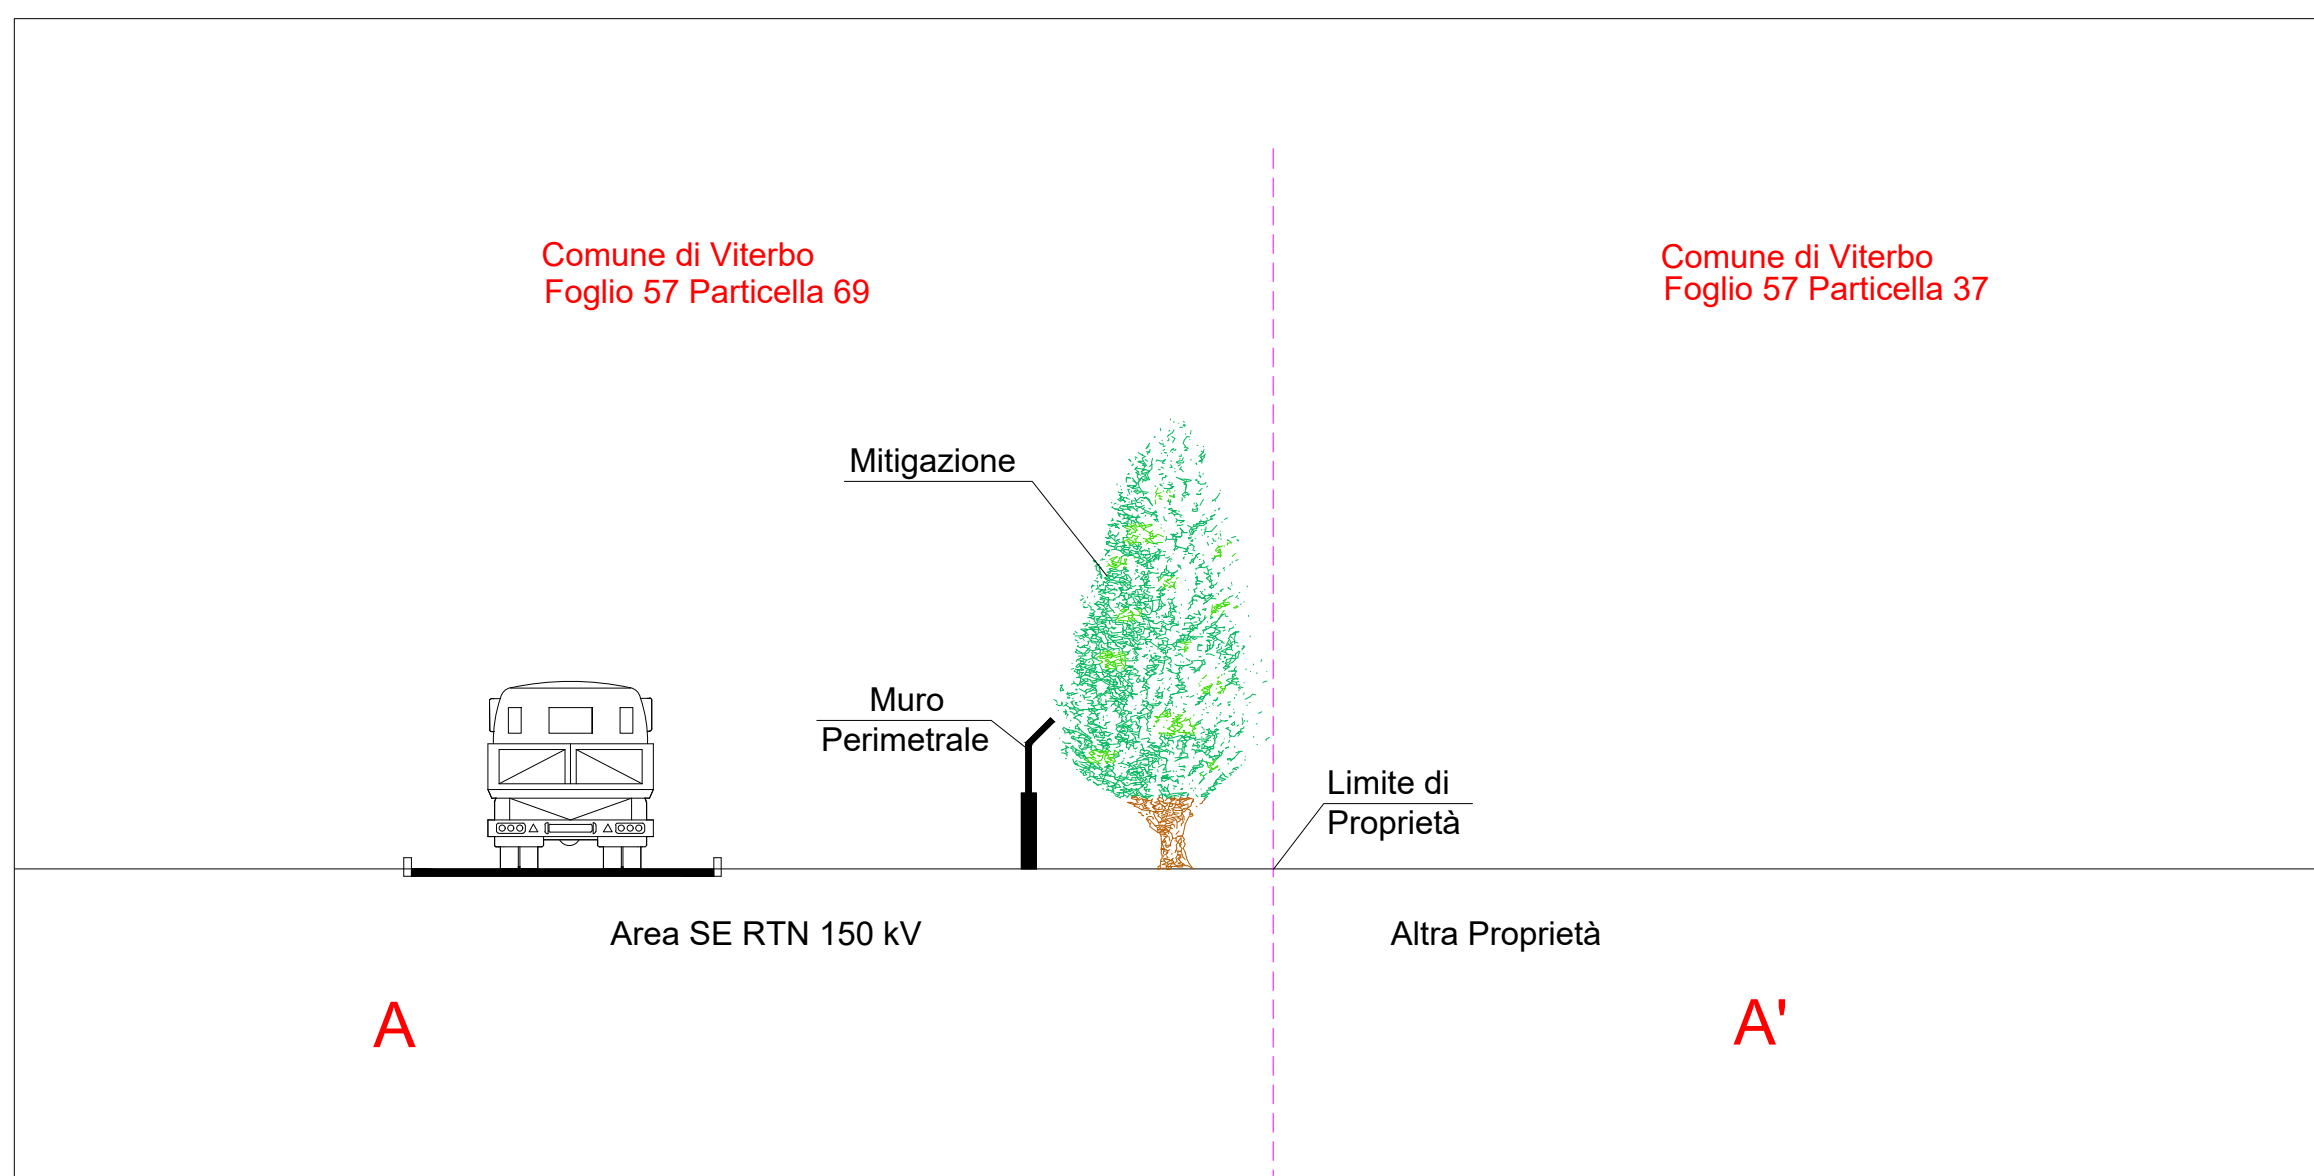 Comune di Viterbo
Foglio 57 Particella 69
Comune di Viterbo
Foglio 57 Particella 37
Mitigazione
Muro
Perimetrale
Limite di
Proprietà
Area SE RTN 150 kV
Altra Proprietà
A
A'